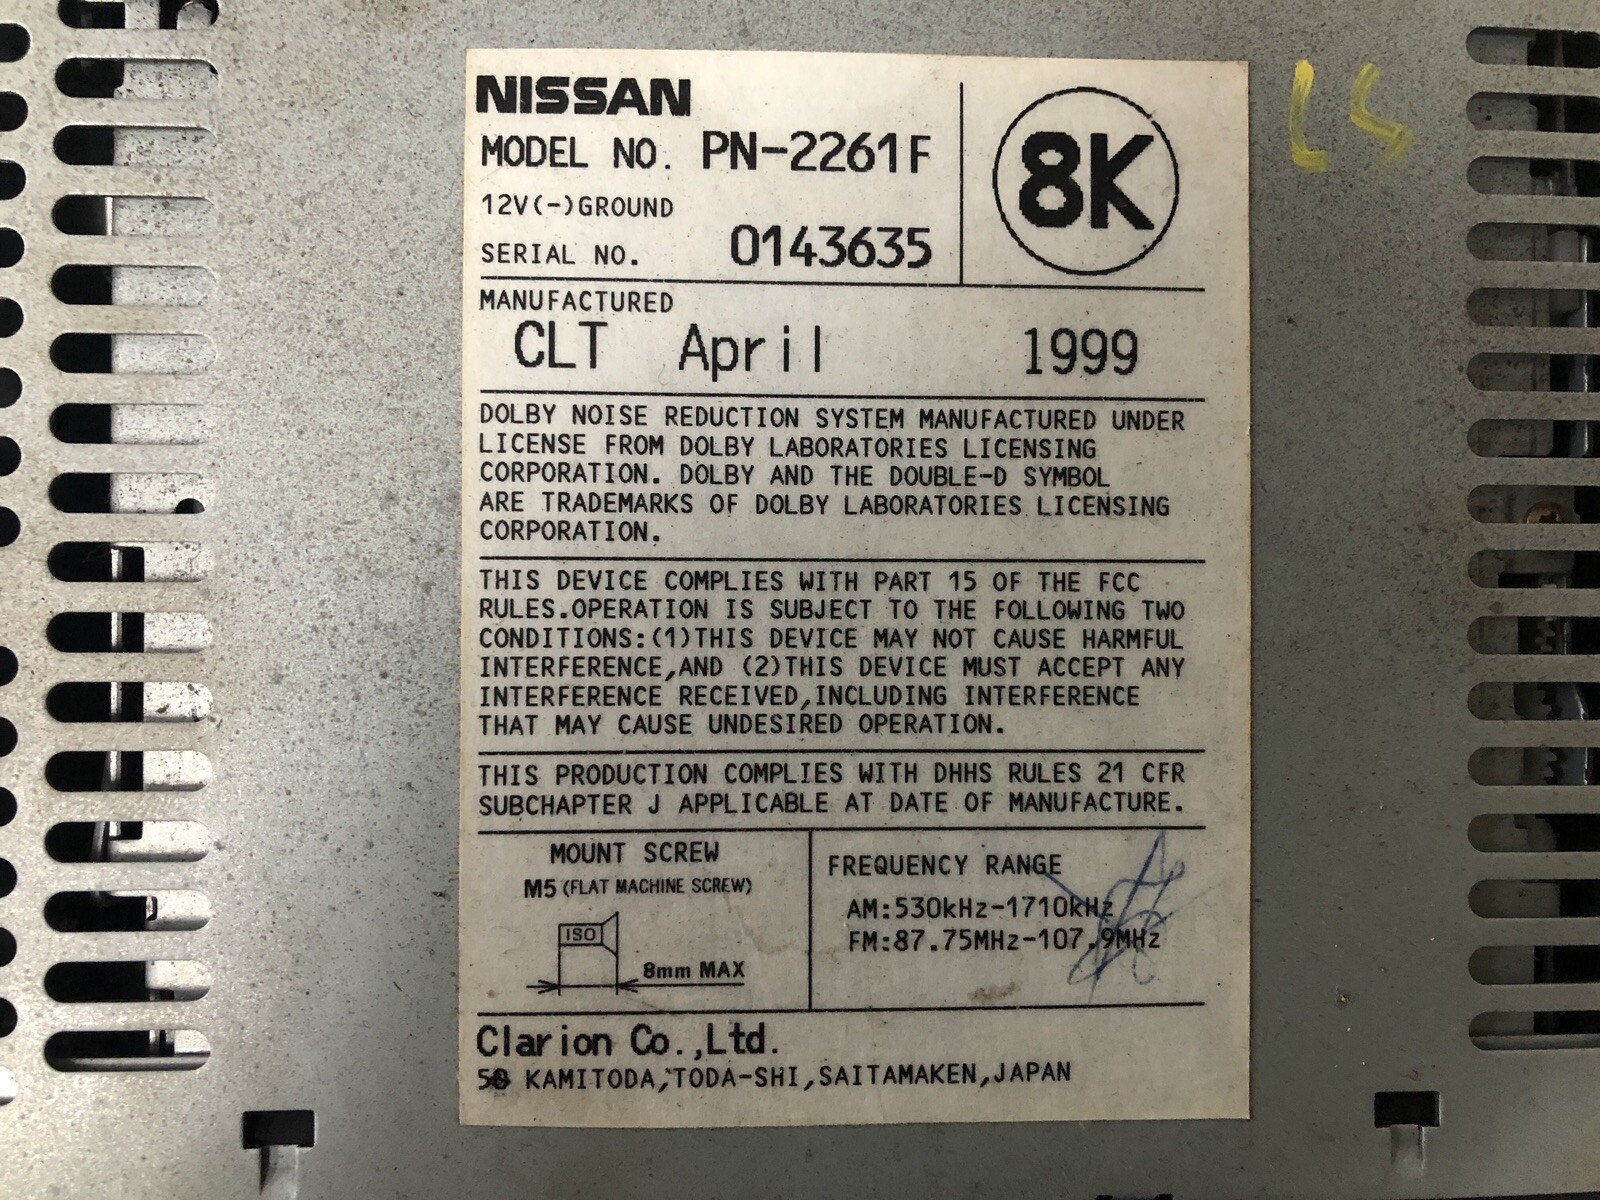 NISSAN
MODEL NO. PN-2261F
12V(-)GROUND
SERIAL NO. 0143635
8K
MANUFACTURED
CLT April 1999
DOLBY NOISE REDUCTION SYSTEM MANUFACTURED UNDER
LICENSE FROM DOLBY LABORATORIES LICENSING
CORPORATION. DOLBY AND THE DOUBLE-D SYMBOL
ARE TRADEMARKS OF DOLBY LABORATORIES LICENSING
CORPORATION.
THIS DEVICE COMPLIES WITH PART 15 OF THE FCC
RULES.OPERATION IS SUBJECT TO THE FOLLOWING TWO
CONDITIONS:(1)THIS DEVICE MAY NOT CAUSE HARMFUL
INTERFERENCE,AND (2)THIS DEVICE MUST ACCEPT ANY
INTERFERENCE RECEIVED,INCLUDING INTERFERENCE
THAT MAY CAUSE UNDESIRED OPERATION.
THIS PRODUCTION COMPLIES WITH DHHS RULES 21 CFR
SUBCHAPTER J APPLICABLE AT DATE OF MANUFACTURE.
MOUNT SCREW
M5 (FLAT MACHINE SCREW)
ISO
8mm MAX
FREQUENCY RANGE
AM:530kHz-1710kHz
FM:87.75MHz-107.9MHz
Clarion Co.,Ltd.
KAMITODA,TODA-SHI,SAITAMAKEN,JAPAN